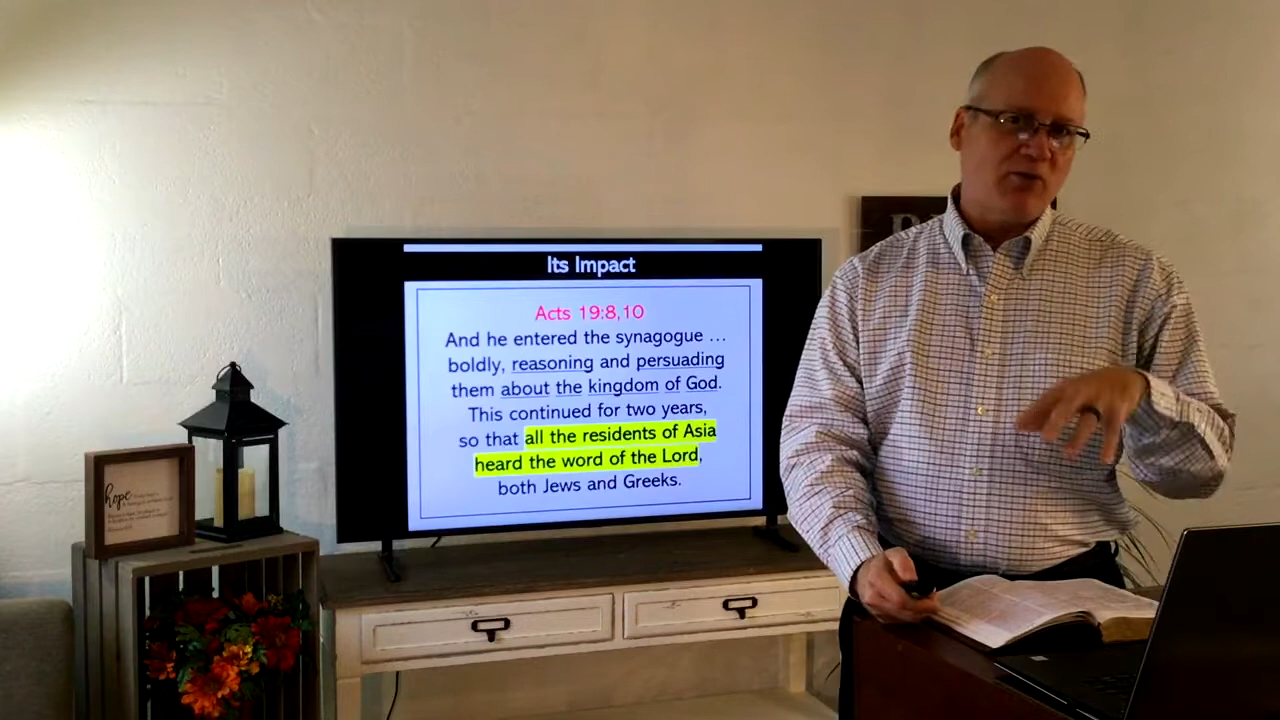 Its Impact
Acts 19:8,10
And he entered the synagogue ...
boldly, reasoning and persuading
them about the kingdom of God.
This continued for two years,
so that all the residents of Asia
heard the word of the Lord,
both Jews and Greeks.
hope